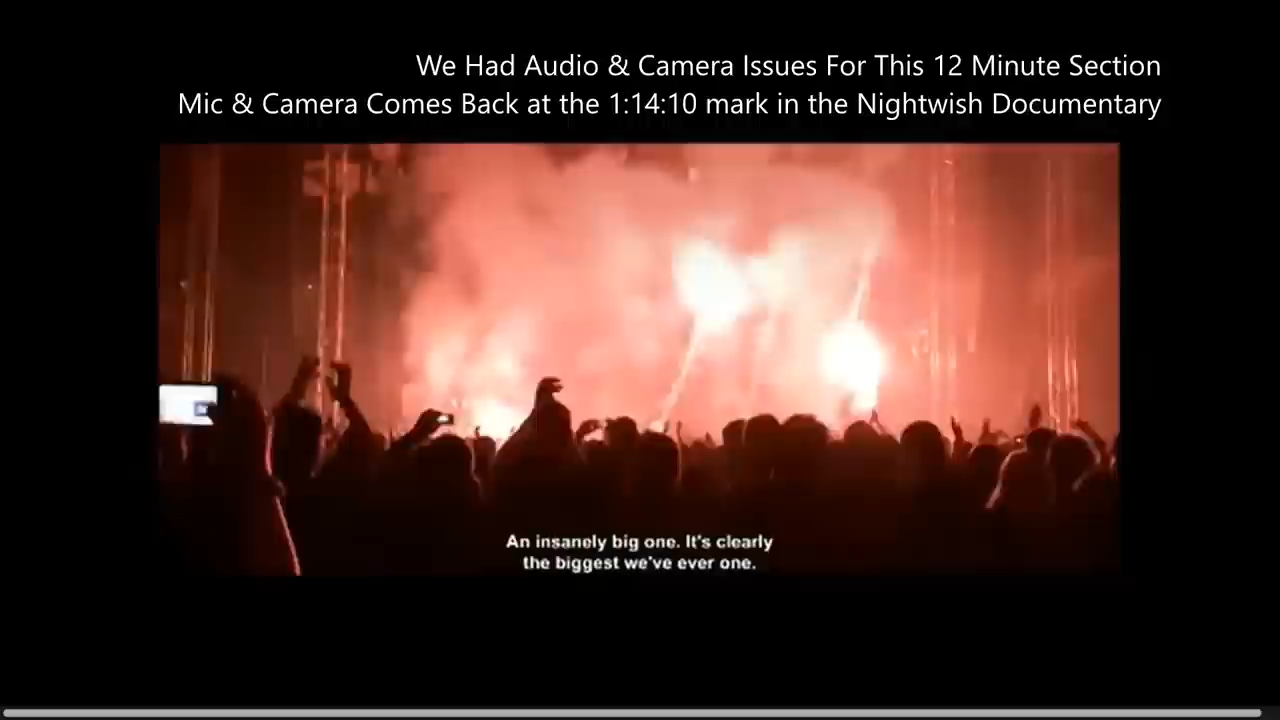 We Had Audio & Camera Issues For This 12 Minute Section
Mic & Camera Comes Back at the 1:14:10 mark in the Nightwish Documentary
An insanely big one. It's clearly
the biggest we've ever one.